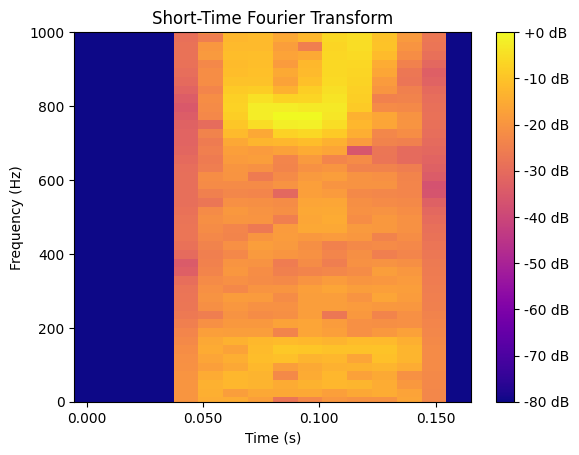 Short-Time Fourier Transform
1000
800
600
400
200
0
Frequency (Hz)
0.000
0.050
0.100
0.150
Time (s)
+0 dB
-10 dB
-20 dB
-30 dB
-40 dB
-50 dB
-60 dB
-70 dB
-80 dB